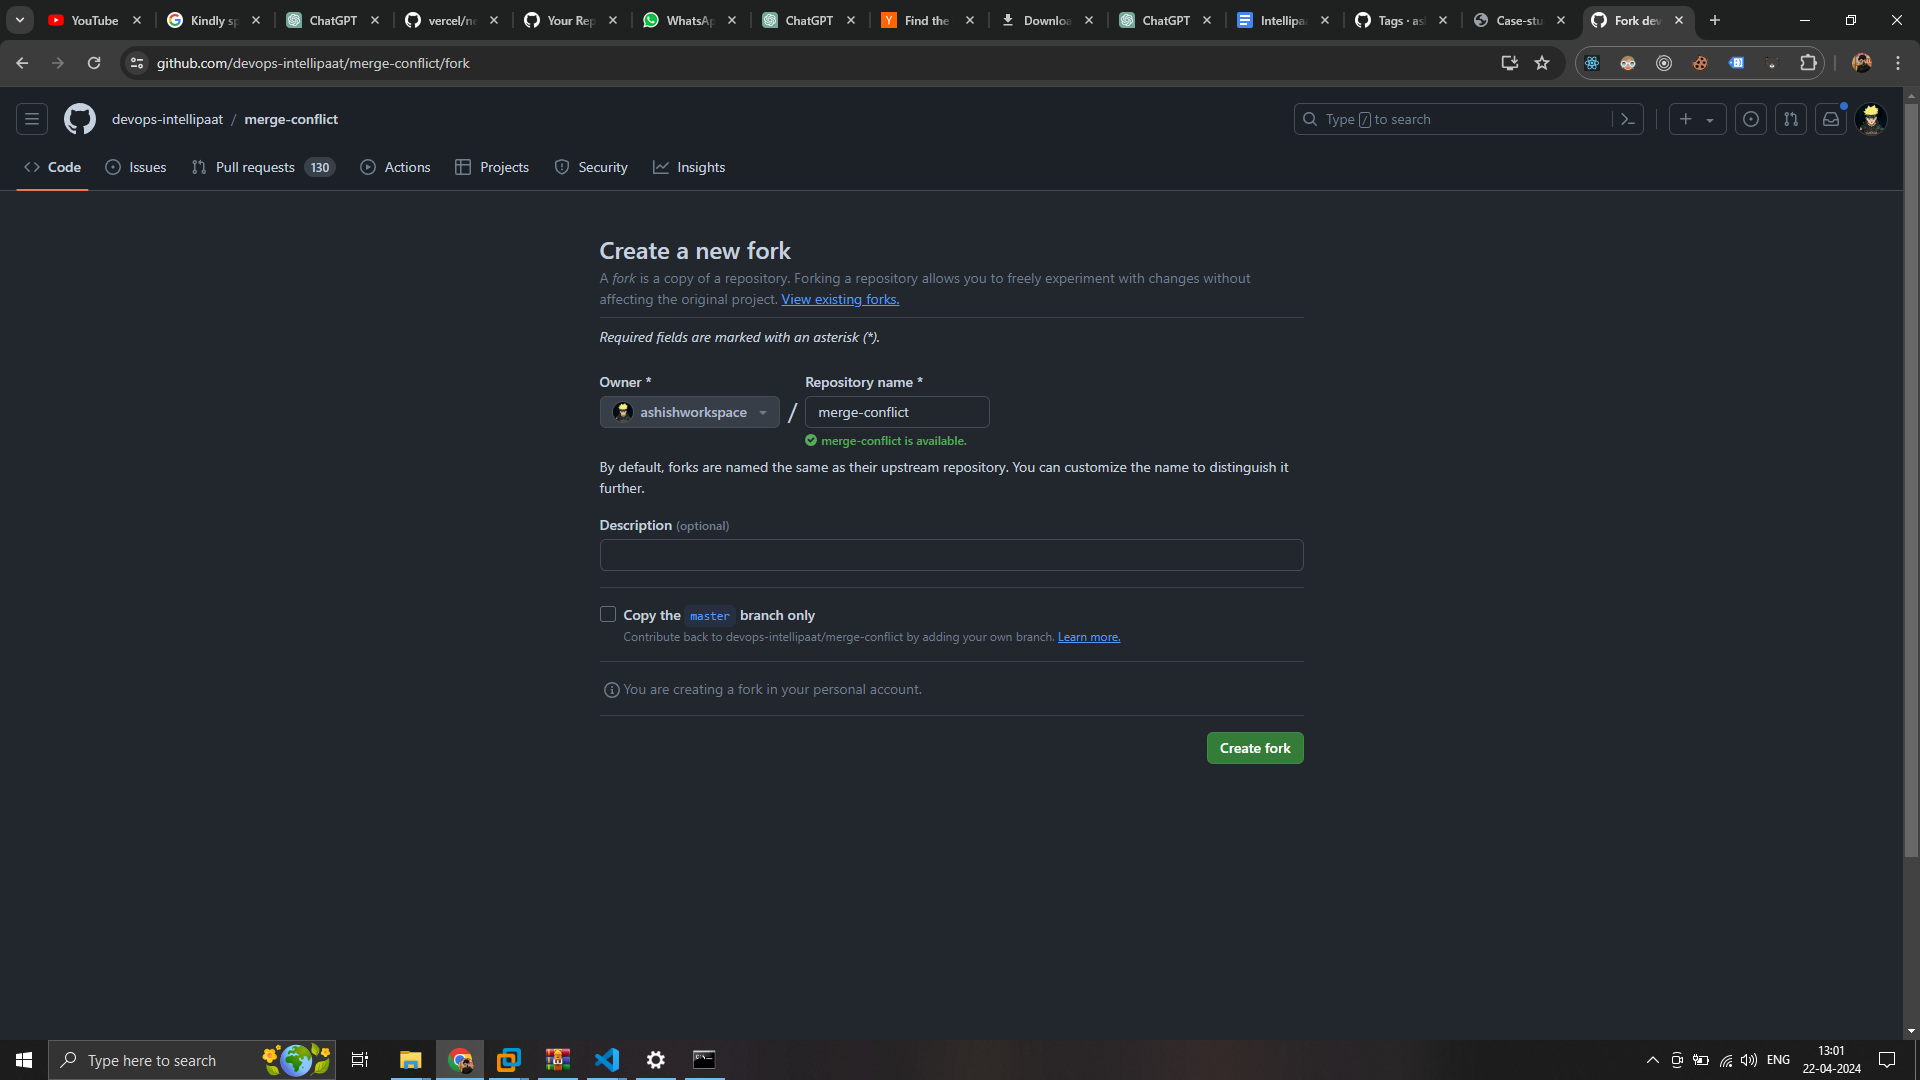 YouTube
Kindly sp
ChatGPT
vercel/ne
Your Rep
WhatsAp
ChatGPT
Find the
Downloa
ChatGPT
Intellipa
Tags · as
Case-stu
Fork dev
github.com/devops-intellipaat/merge-conflict/fork
devops-intellipaat / merge-conflict
Type / to search
Code
Issues
Pull requests 130
Actions
Projects
Security
Insights
Create a new fork
A fork is a copy of a repository. Forking a repository allows you to freely experiment with changes without
affecting the original project. View existing forks.
Required fields are marked with an asterisk (*).
Owner *
Repository name *
ashishworkspace / merge-conflict
merge-conflict is available.
By default, forks are named the same as their upstream repository. You can customize the name to distinguish it
further.
Description (optional)
Copy the master branch only
Contribute back to devops-intellipaat/merge-conflict by adding your own branch. Learn more.
You are creating a fork in your personal account.
Create fork
Type here to search
ENG
13:01
22-04-2024